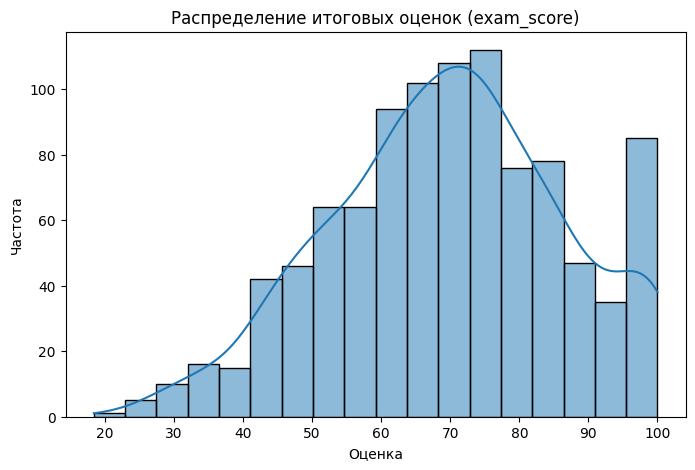 Распределение итоговых оценок (exam_score)
Частота
100
80
60
40
20
0
20 30 40 50 60 70 80 90 100
Оценка